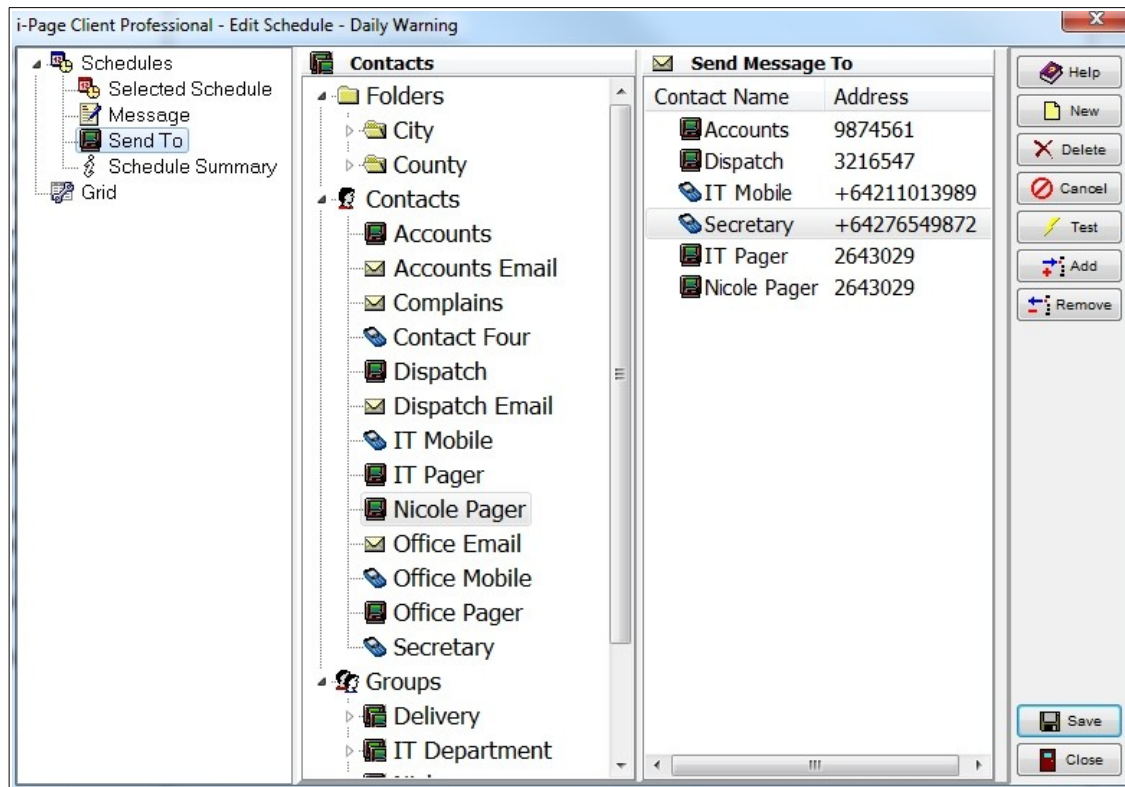 i-Page Client Professional - Edit Schedule - Daily Warning
Schedules
Selected Schedule
Message
Send To
Schedule Summary
Grid
Contacts
Folders
City
County
Contacts
Accounts
Accounts Email
Complains
Contact Four
Dispatch
Dispatch Email
IT Mobile
IT Pager
Nicole Pager
Office Email
Office Mobile
Office Pager
Secretary
Groups
Delivery
IT Department
Send Message To
Contact Name Address
Accounts 9874561
Dispatch 3216547
IT Mobile +64211013989
Secretary +64276549872
IT Pager 2643029
Nicole Pager 2643029
Help
New
Delete
Cancel
Test
Add
Remove
Save
Close